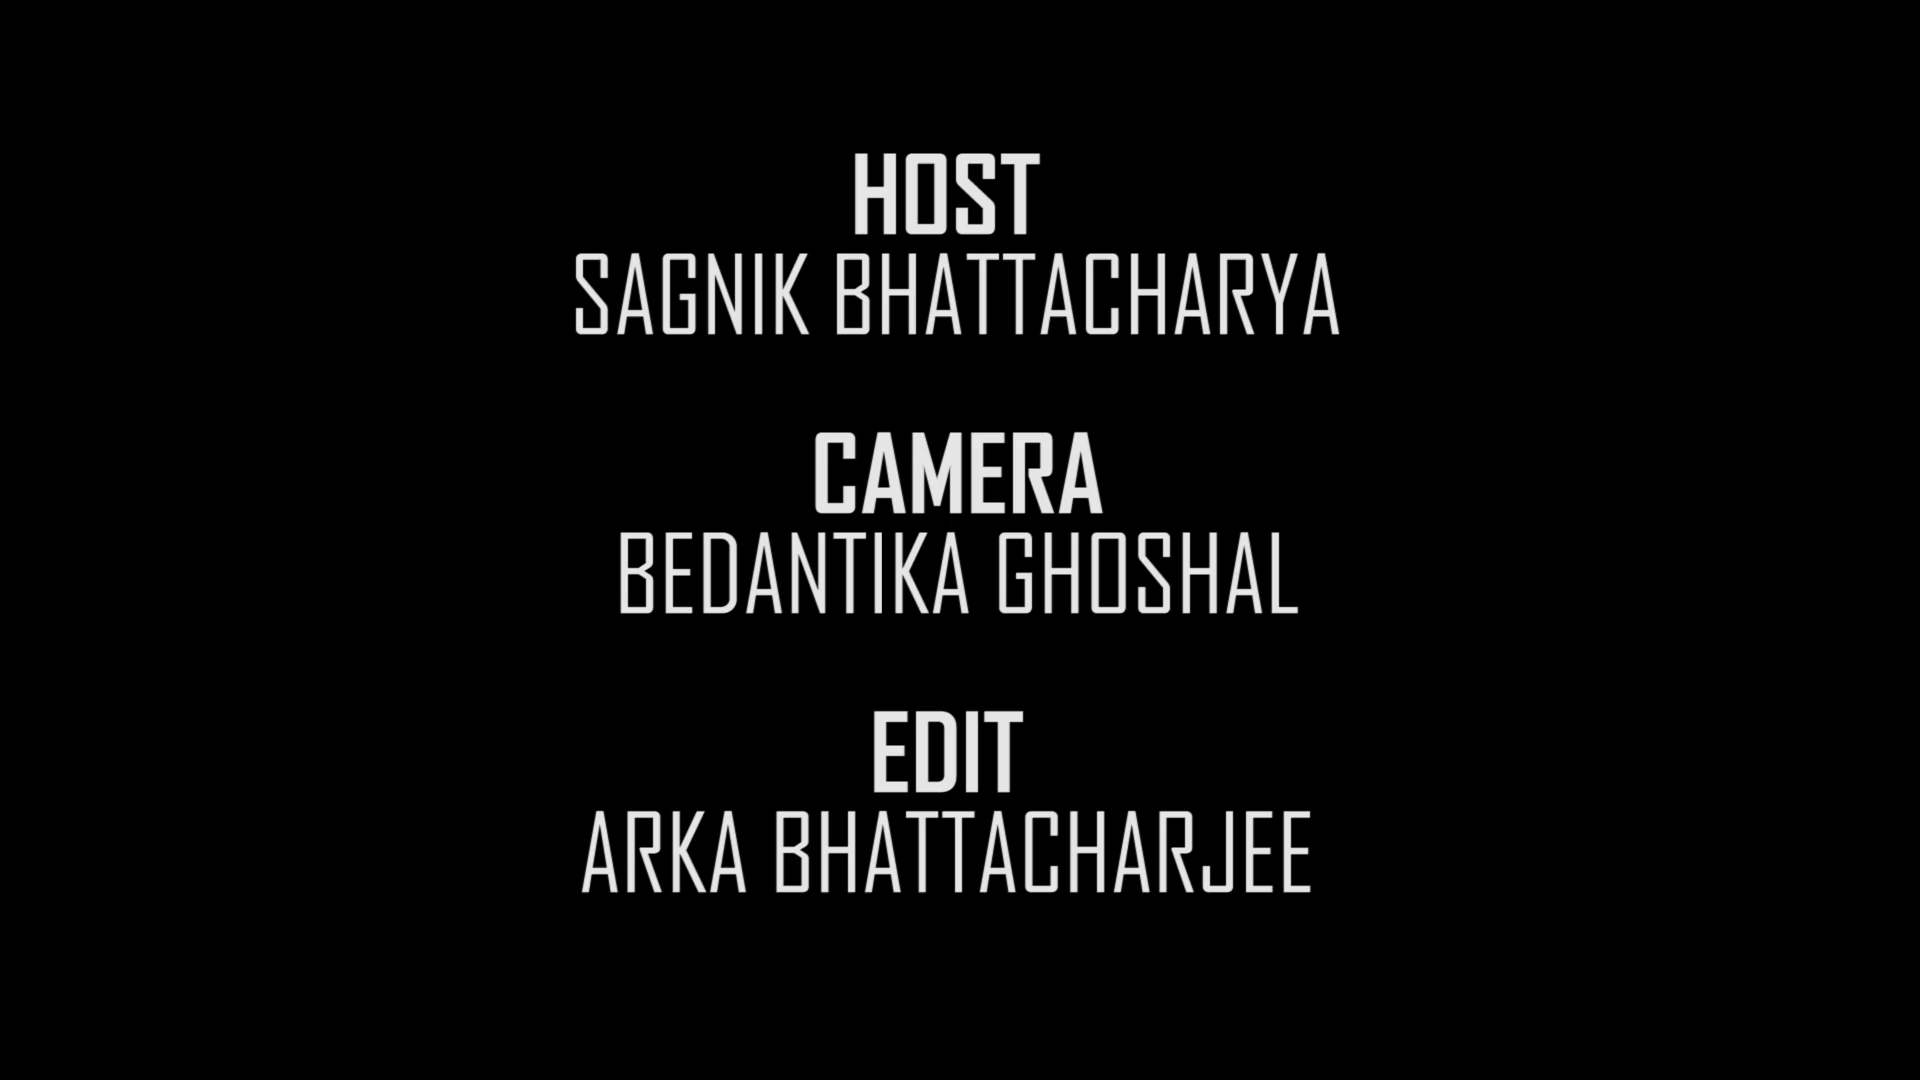 HOST
SAGNIK BHATTACHARYA
CAMERA
BEDANTIKA GHOSHAL
EDIT
ARKA BHATTACHARJEE